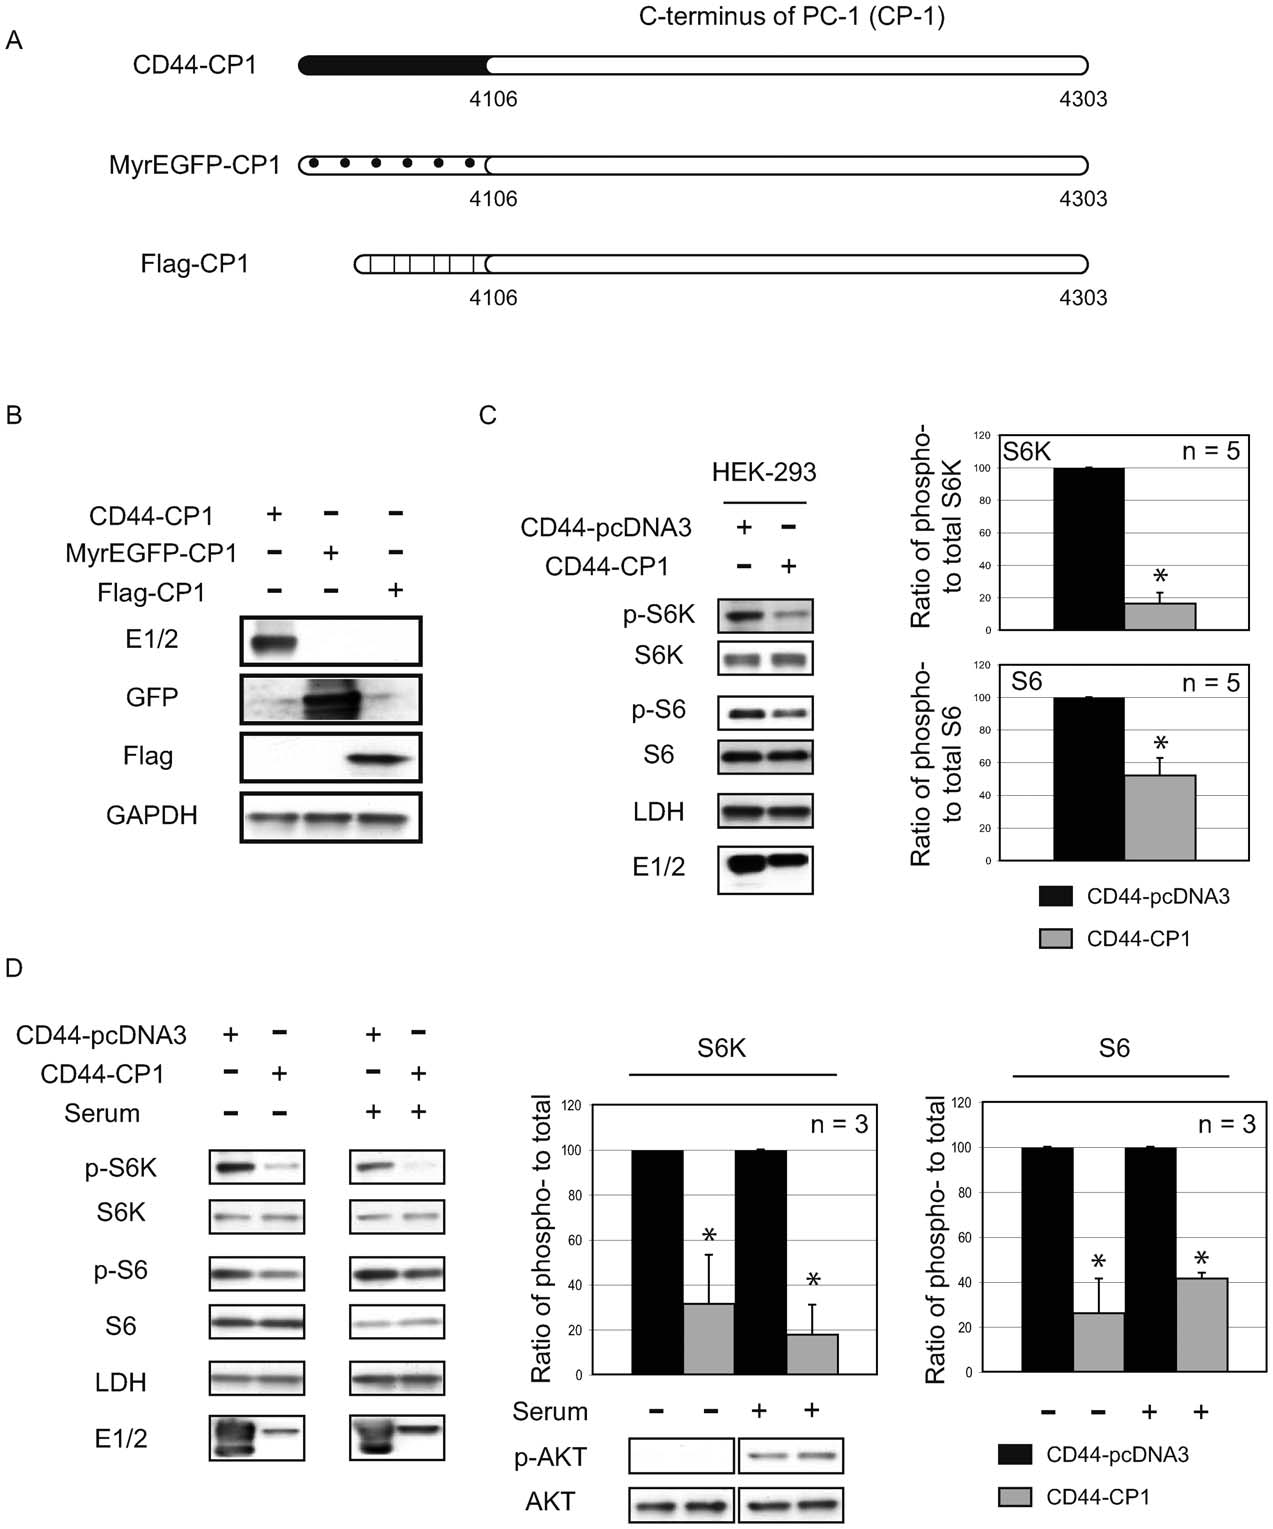 A
C-terminus of PC-1 (CP-1)
CD44-CP1
4106
4303
MyrEGFP-CP1
4106
4303
Flag-CP1
4106
4303
B
CD44-CP1 + - -
MyrEGFP-CP1 - + -
Flag-CP1 - - +
E1/2
GFP
Flag
GAPDH
C
HEK-293
CD44-pcDNA3 + -
CD44-CP1 - +
p-S6K
S6K
p-S6
S6
LDH
E1/2
Ratio of phospho-
to total S6K
S6K
n = 5
120
100
80
60
40
20
0
*
Ratio of phospho-
to total S6
S6
n = 5
120
100
80
60
40
20
0
*
CD44-pcDNA3
CD44-CP1
D
CD44-pcDNA3 + - + -
CD44-CP1 - + - +
Serum - - + +
p-S6K
S6K
p-S6
S6
LDH
E1/2
S6K
Ratio of phospho- to total
n = 3
120
100
80
60
40
20
0
*
*
Serum - - + +
p-AKT
AKT
S6
Ratio of phospho- to total
n = 3
120
100
80
60
40
20
0
*
*
- - + +
CD44-pcDNA3
CD44-CP1